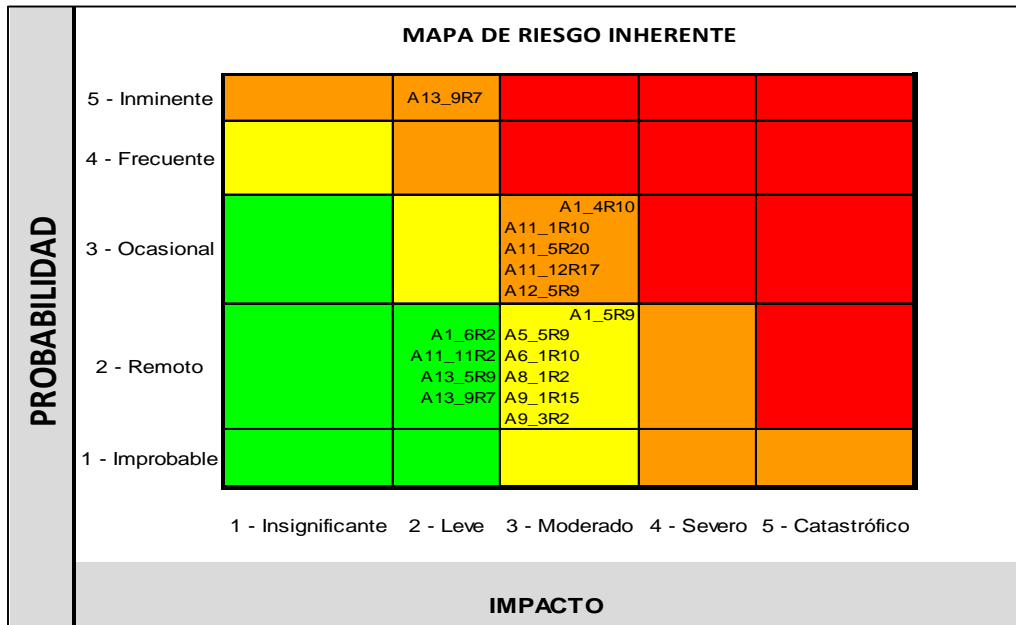 MAPA DE RIESGO INHERENTE
PROBABILIDAD
5 - Inminente
A13_9R7
4 - Frecuente
3 - Ocasional
A1_4R10
A11_1R10
A11_5R20
A11_12R17
A12_5R9
2 - Remoto
A1_6R2
A11_11R2
A13_5R9
A13_9R7
A1_5R9
A5_5R9
A6_1R10
A8_1R2
A9_1R15
A9_3R2
1 - Improbable
1 - Insignificante 2 - Leve 3 - Moderado 4 - Severo 5 - Catastrófico
IMPACTO